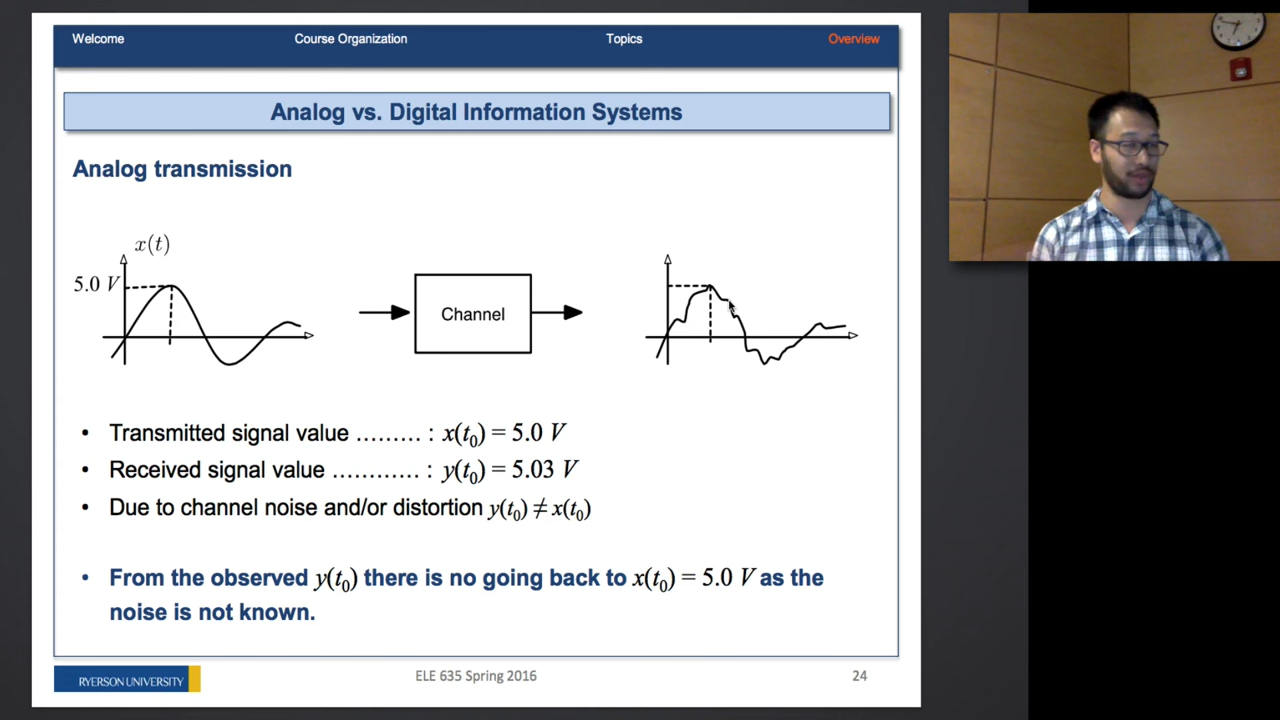 Welcome Course Organization Topics Overview
Analog vs. Digital Information Systems
Analog transmission
x(t)
5.0 V
Channel
• Transmitted signal value ......... : x(t₀) = 5.0 V
• Received signal value ............ : y(t₀) = 5.03 V
• Due to channel noise and/or distortion y(t₀) ≠ x(t₀)
• From the observed y(t₀) there is no going back to x(t₀) = 5.0 V as the
noise is not known.
RYERSON UNIVERSITY ELE 635 Spring 2016 24